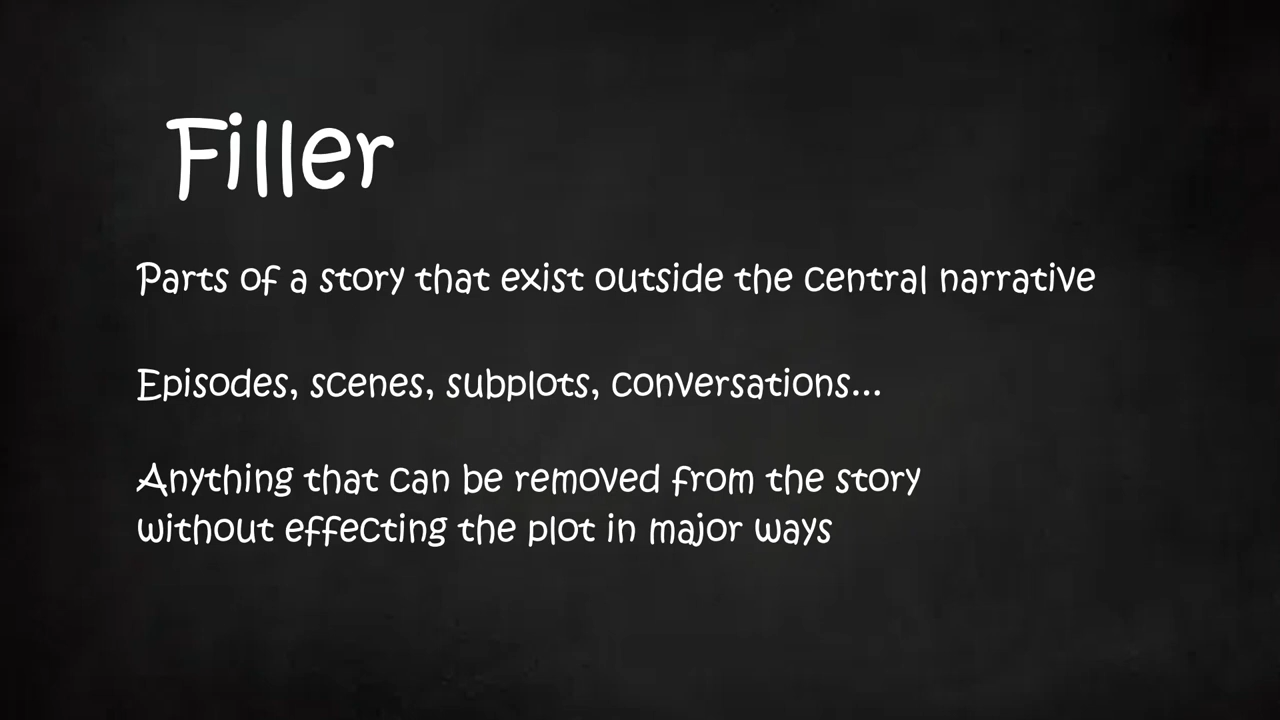 Filler
Parts of a story that exist outside the central narrative
Episodes, scenes, subplots, conversations...
Anything that can be removed from the story
without effecting the plot in major ways